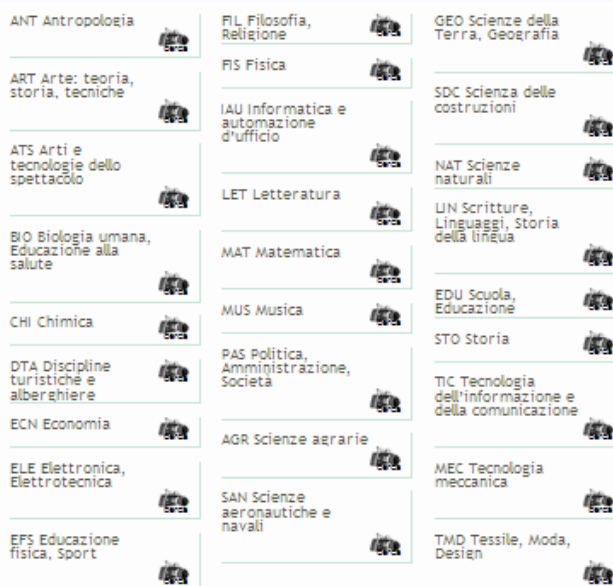 ANT Antropologia
ART Arte: teoria,
storia, tecniche
ATS Arti e
tecnologie dello
spettacolo
BIO Biologia umana,
Educazione alla
salute
CHI Chimica
DTA Discipline
turistiche e
alberghiere
ECN Economia
ELE Elettronica,
Elettrotecnica
EFS Educazione
fisica, Sport
FIL Filosofia,
Religione
FIS Fisica
IAU Informatica e
automazione
d'ufficio
LET Letteratura
MAT Matematica
MUS Musica
PAS Politica,
Amministrazione,
Società
AGR Scienze agrarie
SAN Scienze
aeronautiche e
navali
GEO Scienze della
Terra, Geografia
SDC Scienza delle
costruzioni
NAT Scienze
naturali
LIN Scritture,
Linguaggi, Storia
della lingua
EDU Scuola,
Educazione
STO Storia
TIC Tecnologia
dell'informazione e
della comunicazione
MEC Tecnologia
meccanica
TMD Tessile, Moda,
Design